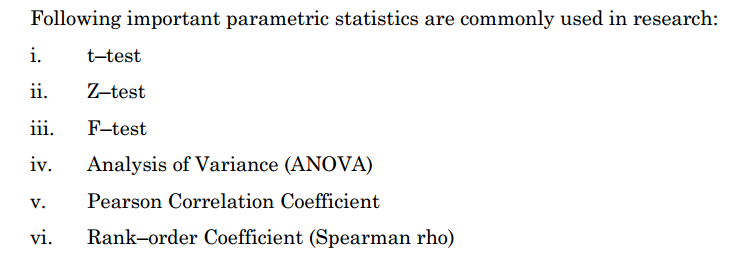 Following important parametric statistics are commonly used in research:
i. t–test
ii. Z–test
iii. F–test
iv. Analysis of Variance (ANOVA)
v. Pearson Correlation Coefficient
vi. Rank–order Coefficient (Spearman rho)